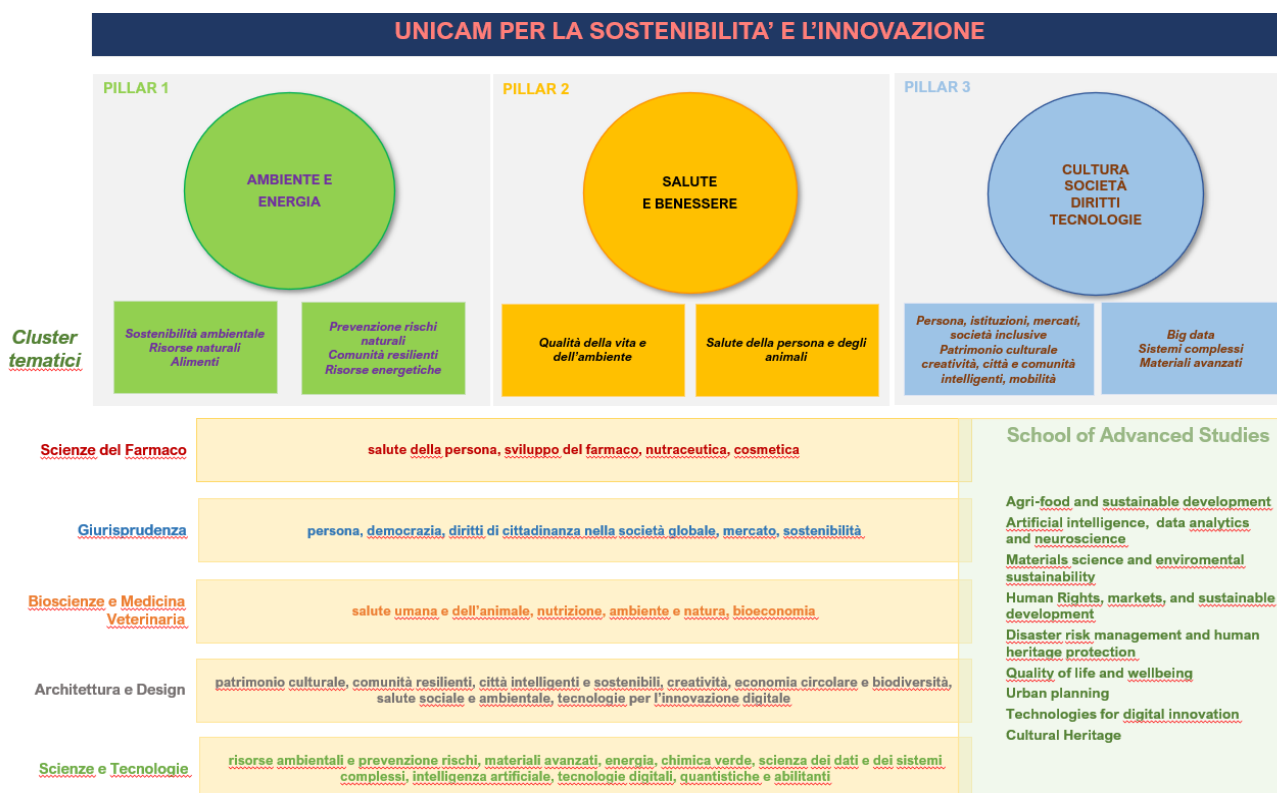 UNICAM PER LA SOSTENIBILITA’ E L’INNOVAZIONE
PILLAR 1
AMBIENTE E
ENERGIA
PILLAR 2
SALUTE
E BENESSERE
PILLAR 3
CULTURA
SOCIETÀ
DIRITTI
TECNOLOGIE
Cluster
tematici
Sostenibilità ambientale
Risorse naturali
Alimenti
Prevenzione rischi
naturali
Comunità resilienti
Risorse energetiche
Qualità della vita e
dell’ambiente
Salute della persona e degli
animali
Persona, istituzioni, mercati,
società inclusive
Patrimonio culturale
creatività, città e comunità
intelligenti, mobilità
Big data
Sistemi complessi
Materiali avanzati
Scienze del Farmaco
salute della persona, sviluppo del farmaco, nutraceutica, cosmetica
Giurisprudenza
persona, democrazia, diritti di cittadinanza nella società globale, mercato, sostenibilità
Bioscienze e Medicina
Veterinaria
salute umana e dell’animale, nutrizione, ambiente e natura, bioeconomia
Architettura e Design
patrimonio culturale, comunità resilienti, città intelligenti e sostenibili, creatività, economia circolare e biodiversità,
salute sociale e ambientale, tecnologie per l’innovazione digitale
Scienze e Tecnologie
risorse ambientali e prevenzione rischi, materiali avanzati, energia, chimica verde, scienza dei dati e dei sistemi
complessi, intelligenza artificiale, tecnologie digitali, quantistiche e abilitanti
School of Advanced Studies
Agri-food and sustainable development
Artificial intelligence, data analytics
and neuroscience
Materials science and enviromental
sustainability
Human Rights, markets, and sustainable
development
Disaster risk management and human
heritage protection
Quality of life and wellbeing
Urban planning
Technologies for digital innovation
Cultural Heritage